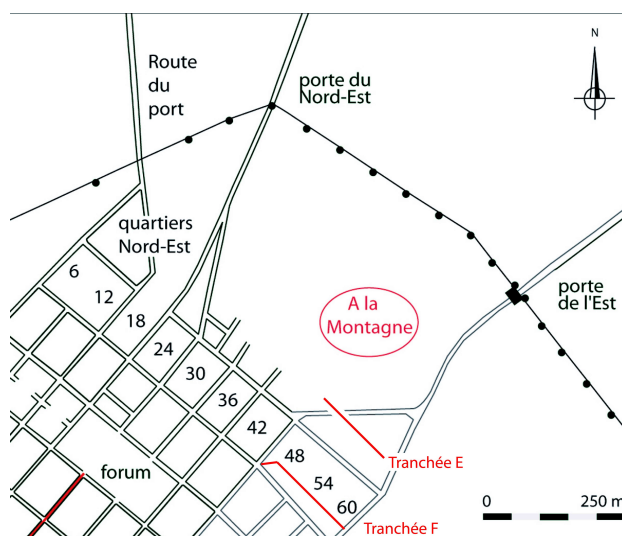 N
Route
du
port
porte du
Nord-Est
quartiers
Nord-Est
porte
de l'Est
A la
Montagne
6
12
18
24
30
36
42
48
54
60
forum
Tranchée E
Tranchée F
0 250 m